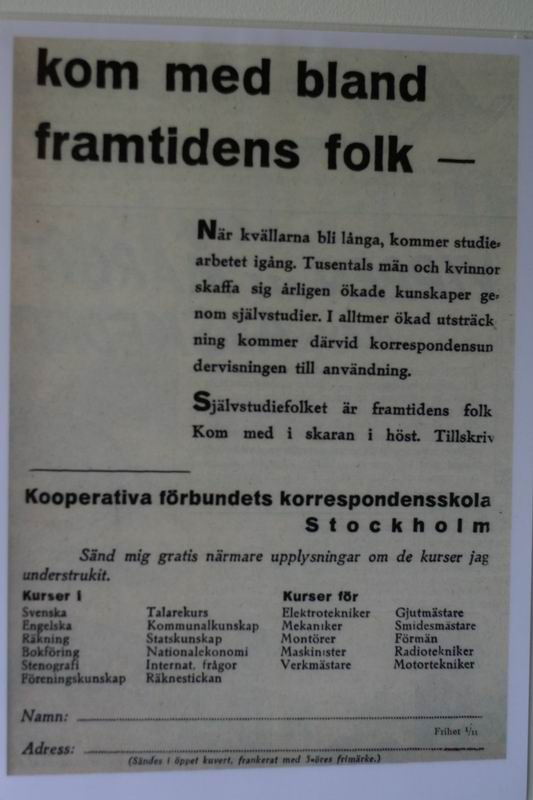 kom med bland
framtidens folk —
När kvällarna bli långa, kommer studie-
arbetet igång. Tusentals män och kvinnor
skaffa sig årligen ökade kunskaper ge-
nom självstudier. I alltmer ökad utsträck
ning kommer därvid korrespondensun
dervisningen till användning.
Självstudiefolket är framtidens folk
Kom med i skaran i höst. Tillskriv
Kooperativa förbundets korrespondensskola
Stockholm
Sänd mig gratis närmare upplysningar om de kurser jag
understrukit.
Kurser i
Svenska
Engelska
Räkning
Bokföring
Stenografi
Föreningskunskap
Talarekurs
Kommunalkunskap
Statskunskap
Nationalekonomi
Internat. frågor
Räknestickan
Kurser för
Elektrotekniker
Mekaniker
Montörer
Maskinister
Verkmästare
Gjutmästare
Smidesmästare
Förmän
Radiotekniker
Motortekniker
Namn:
Frihet 1/11
Adress:
(Sändes i öppet kuvert, frankerat med 5-öres frimärke.)